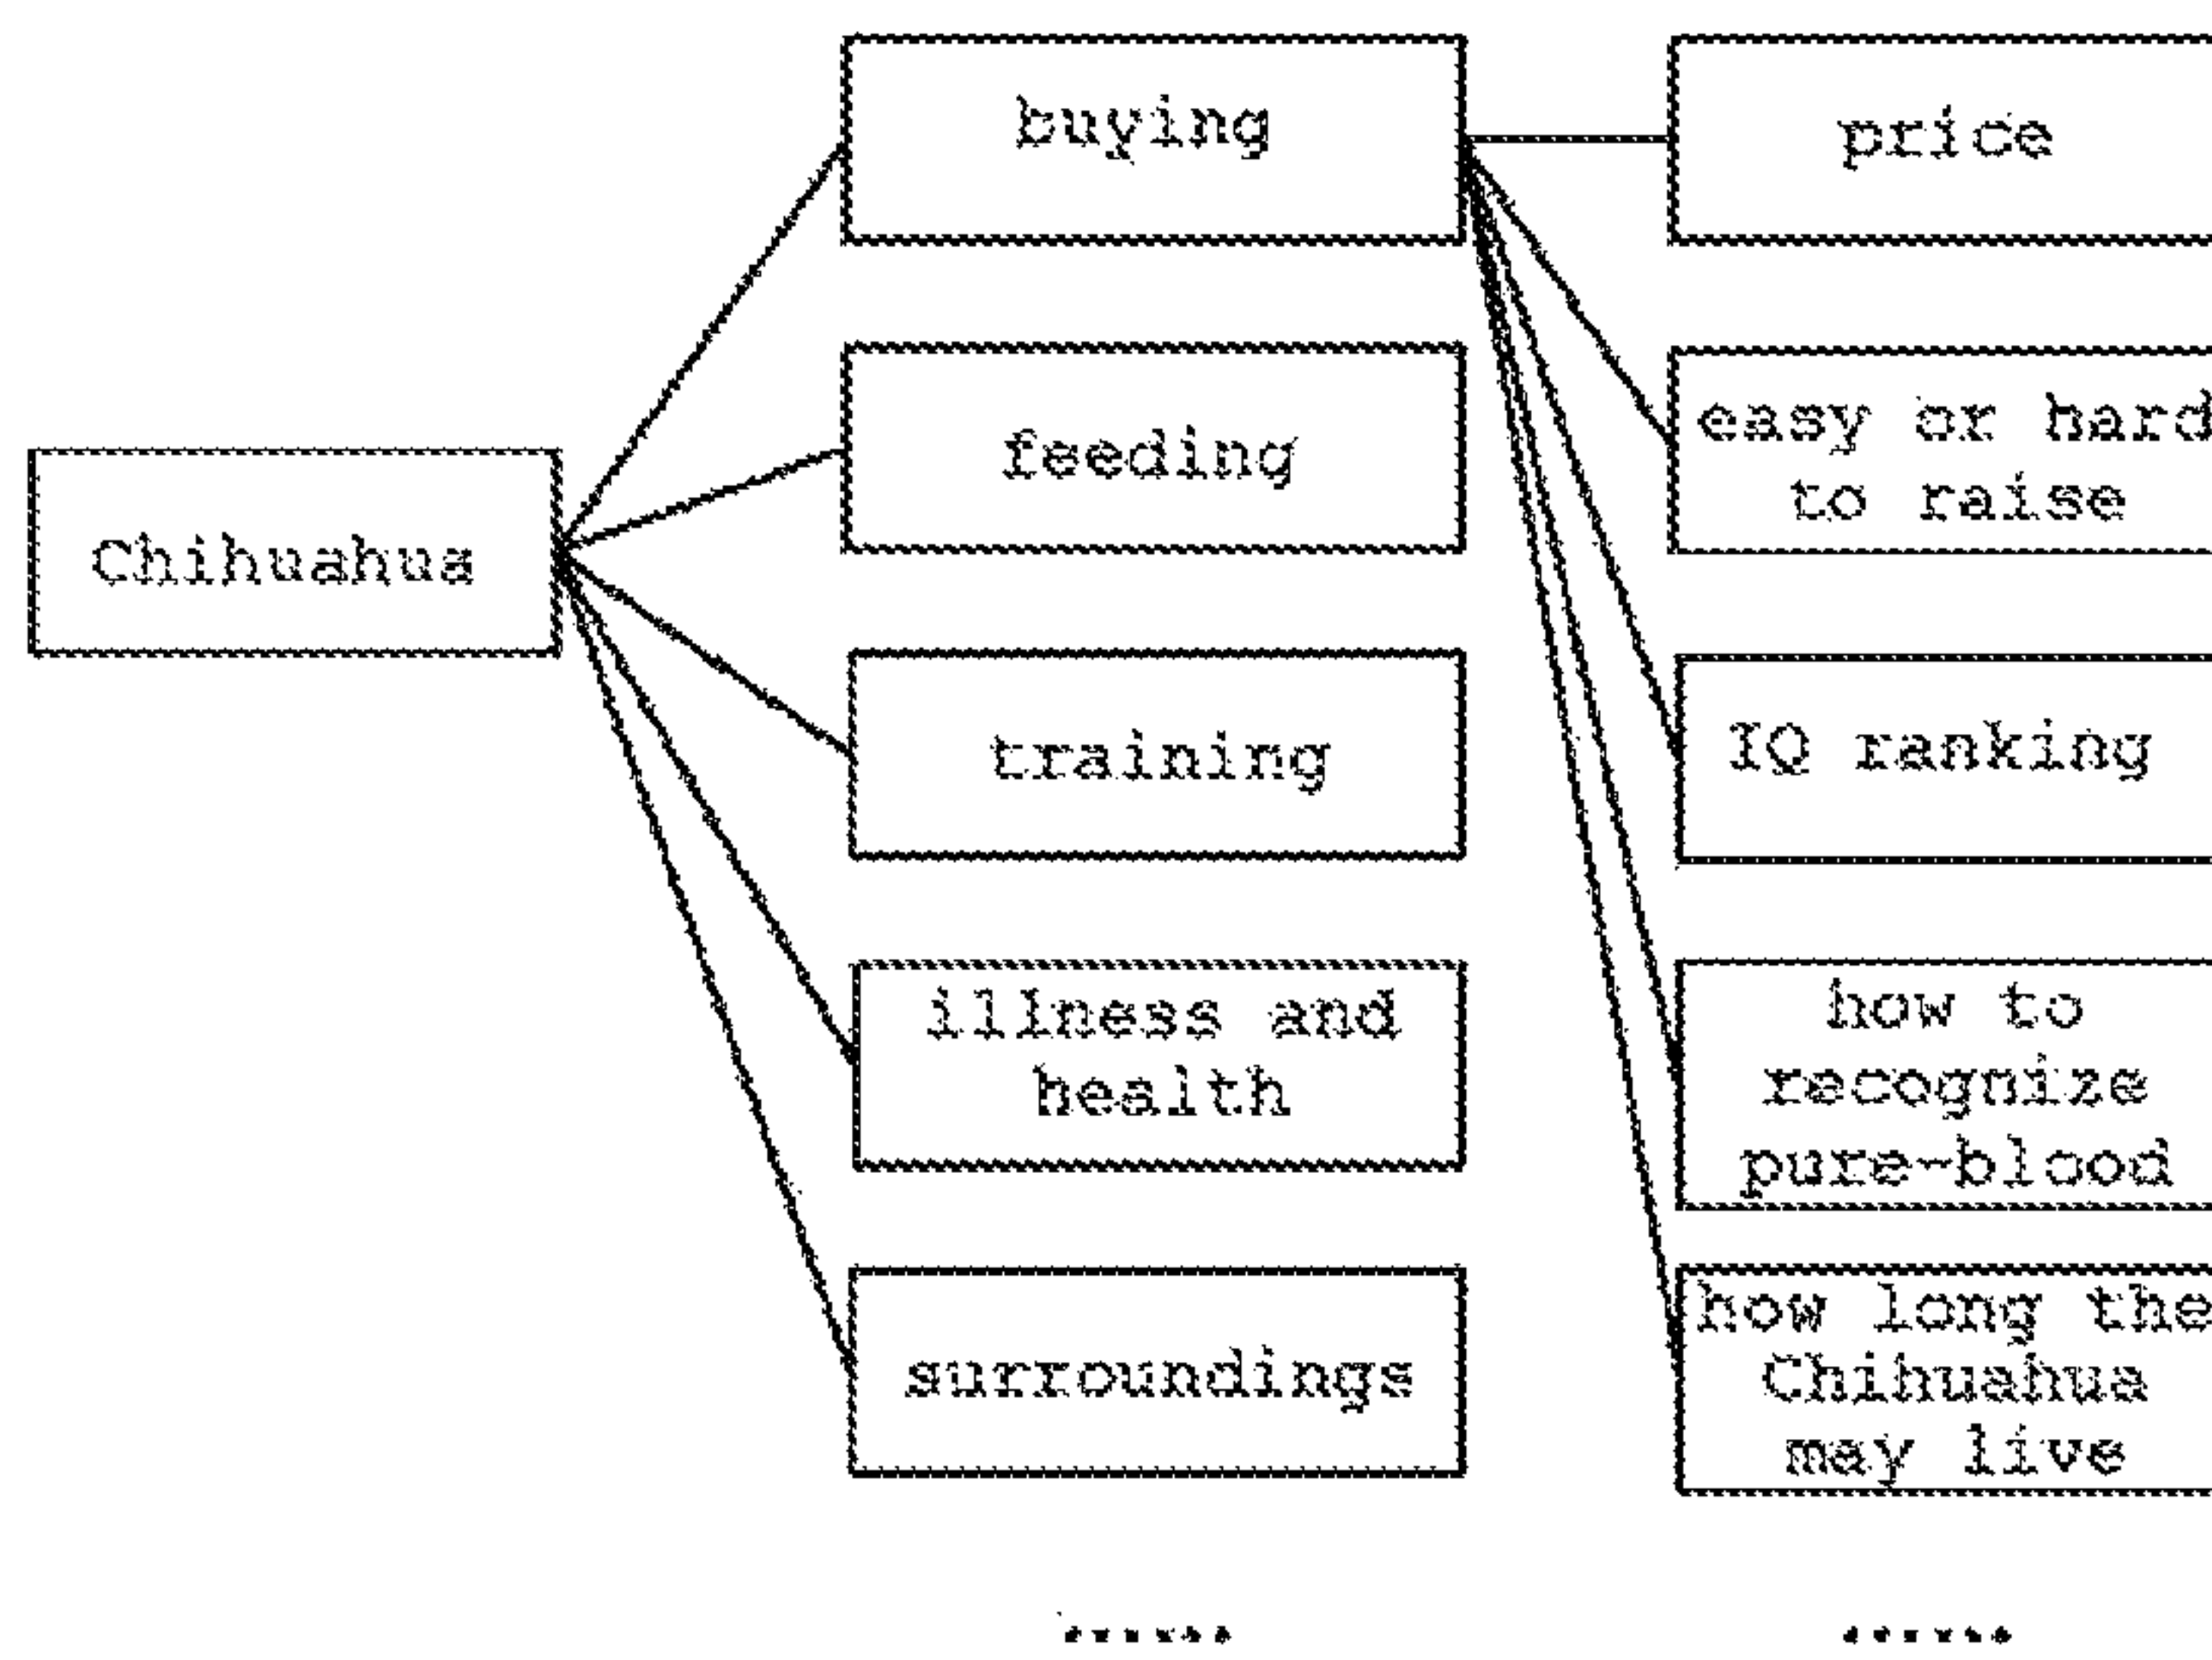 Chihuahua
buying
feeding
training
illness and
health
surroundings
......
price
easy or hard
to raise
IQ ranking
how to
recognize
pure-blood
how long the
Chihuahua
may live
......